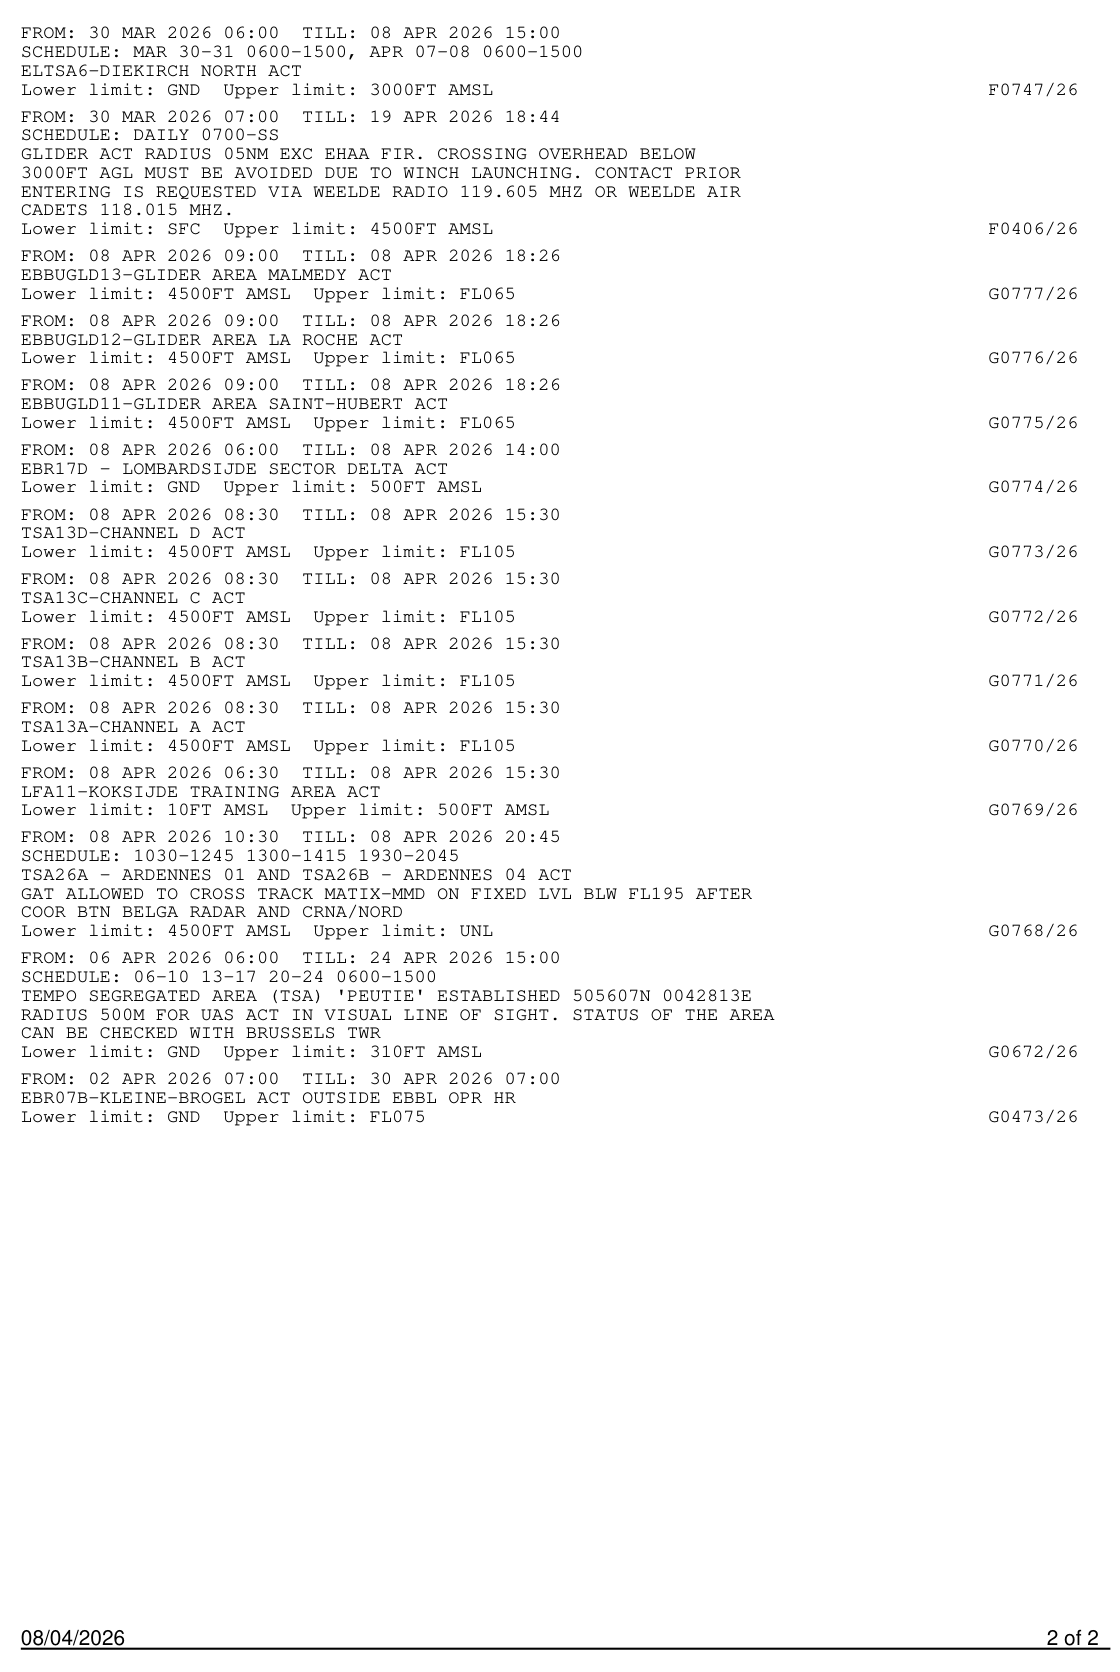 FROM: 30 MAR 2026 06:00  TILL: 08 APR 2026 15:00
SCHEDULE: MAR 30-31 0600-1500, APR 07-08 0600-1500
ELTSA6-DIEKIRCH NORTH ACT
Lower limit: GND  Upper limit: 3000FT AMSL  F0747/26
FROM: 30 MAR 2026 07:00  TILL: 19 APR 2026 18:44
SCHEDULE: DAILY 0700-SS
GLIDER ACT RADIUS 05NM EXC EHAA FIR. CROSSING OVERHEAD BELOW
3000FT AGL MUST BE AVOIDED DUE TO WINCH LAUNCHING. CONTACT PRIOR
ENTERING IS REQUESTED VIA WEELDE RADIO 119.605 MHZ OR WEELDE AIR
CADETS 118.015 MHZ.
Lower limit: SFC  Upper limit: 4500FT AMSL  F0406/26
FROM: 08 APR 2026 09:00  TILL: 08 APR 2026 18:26
EBBUGLD13-GLIDER AREA MALMEDY ACT
Lower limit: 4500FT AMSL  Upper limit: FL065  G0777/26
FROM: 08 APR 2026 09:00  TILL: 08 APR 2026 18:26
EBBUGLD12-GLIDER AREA LA ROCHE ACT
Lower limit: 4500FT AMSL  Upper limit: FL065  G0776/26
FROM: 08 APR 2026 09:00  TILL: 08 APR 2026 18:26
EBBUGLD11-GLIDER AREA SAINT-HUBERT ACT
Lower limit: 4500FT AMSL  Upper limit: FL065  G0775/26
FROM: 08 APR 2026 06:00  TILL: 08 APR 2026 14:00
EBR17D - LOMBARDSIJDE SECTOR DELTA ACT
Lower limit: GND  Upper limit: 500FT AMSL  G0774/26
FROM: 08 APR 2026 08:30  TILL: 08 APR 2026 15:30
TSA13D-CHANNEL D ACT
Lower limit: 4500FT AMSL  Upper limit: FL105  G0773/26
FROM: 08 APR 2026 08:30  TILL: 08 APR 2026 15:30
TSA13C-CHANNEL C ACT
Lower limit: 4500FT AMSL  Upper limit: FL105  G0772/26
FROM: 08 APR 2026 08:30  TILL: 08 APR 2026 15:30
TSA13B-CHANNEL B ACT
Lower limit: 4500FT AMSL  Upper limit: FL105  G0771/26
FROM: 08 APR 2026 08:30  TILL: 08 APR 2026 15:30
TSA13A-CHANNEL A ACT
Lower limit: 4500FT AMSL  Upper limit: FL105  G0770/26
FROM: 08 APR 2026 06:30  TILL: 08 APR 2026 15:30
LFA11-KOKSIJDE TRAINING AREA ACT
Lower limit: 10FT AMSL  Upper limit: 500FT AMSL  G0769/26
FROM: 08 APR 2026 10:30  TILL: 08 APR 2026 20:45
SCHEDULE: 1030-1245 1300-1415 1930-2045
TSA26A - ARDENNES 01 AND TSA26B - ARDENNES 04 ACT
GAT ALLOWED TO CROSS TRACK MATIX-MMD ON FIXED LVL BLW FL195 AFTER
COOR BTN BELGA RADAR AND CRNA/NORD
Lower limit: 4500FT AMSL  Upper limit: UNL  G0768/26
FROM: 06 APR 2026 06:00  TILL: 24 APR 2026 15:00
SCHEDULE: 06-10 13-17 20-24 0600-1500
TEMPO SEGREGATED AREA (TSA) 'PEUTIE' ESTABLISHED 505607N 0042813E
RADIUS 500M FOR UAS ACT IN VISUAL LINE OF SIGHT. STATUS OF THE AREA
CAN BE CHECKED WITH BRUSSELS TWR
Lower limit: GND  Upper limit: 310FT AMSL  G0672/26
FROM: 02 APR 2026 07:00  TILL: 30 APR 2026 07:00
EBR07B-KLEINE-BROGEL ACT OUTSIDE EBBL OPR HR
Lower limit: GND  Upper limit: FL075  G0473/26
08/04/2026  2 of 2